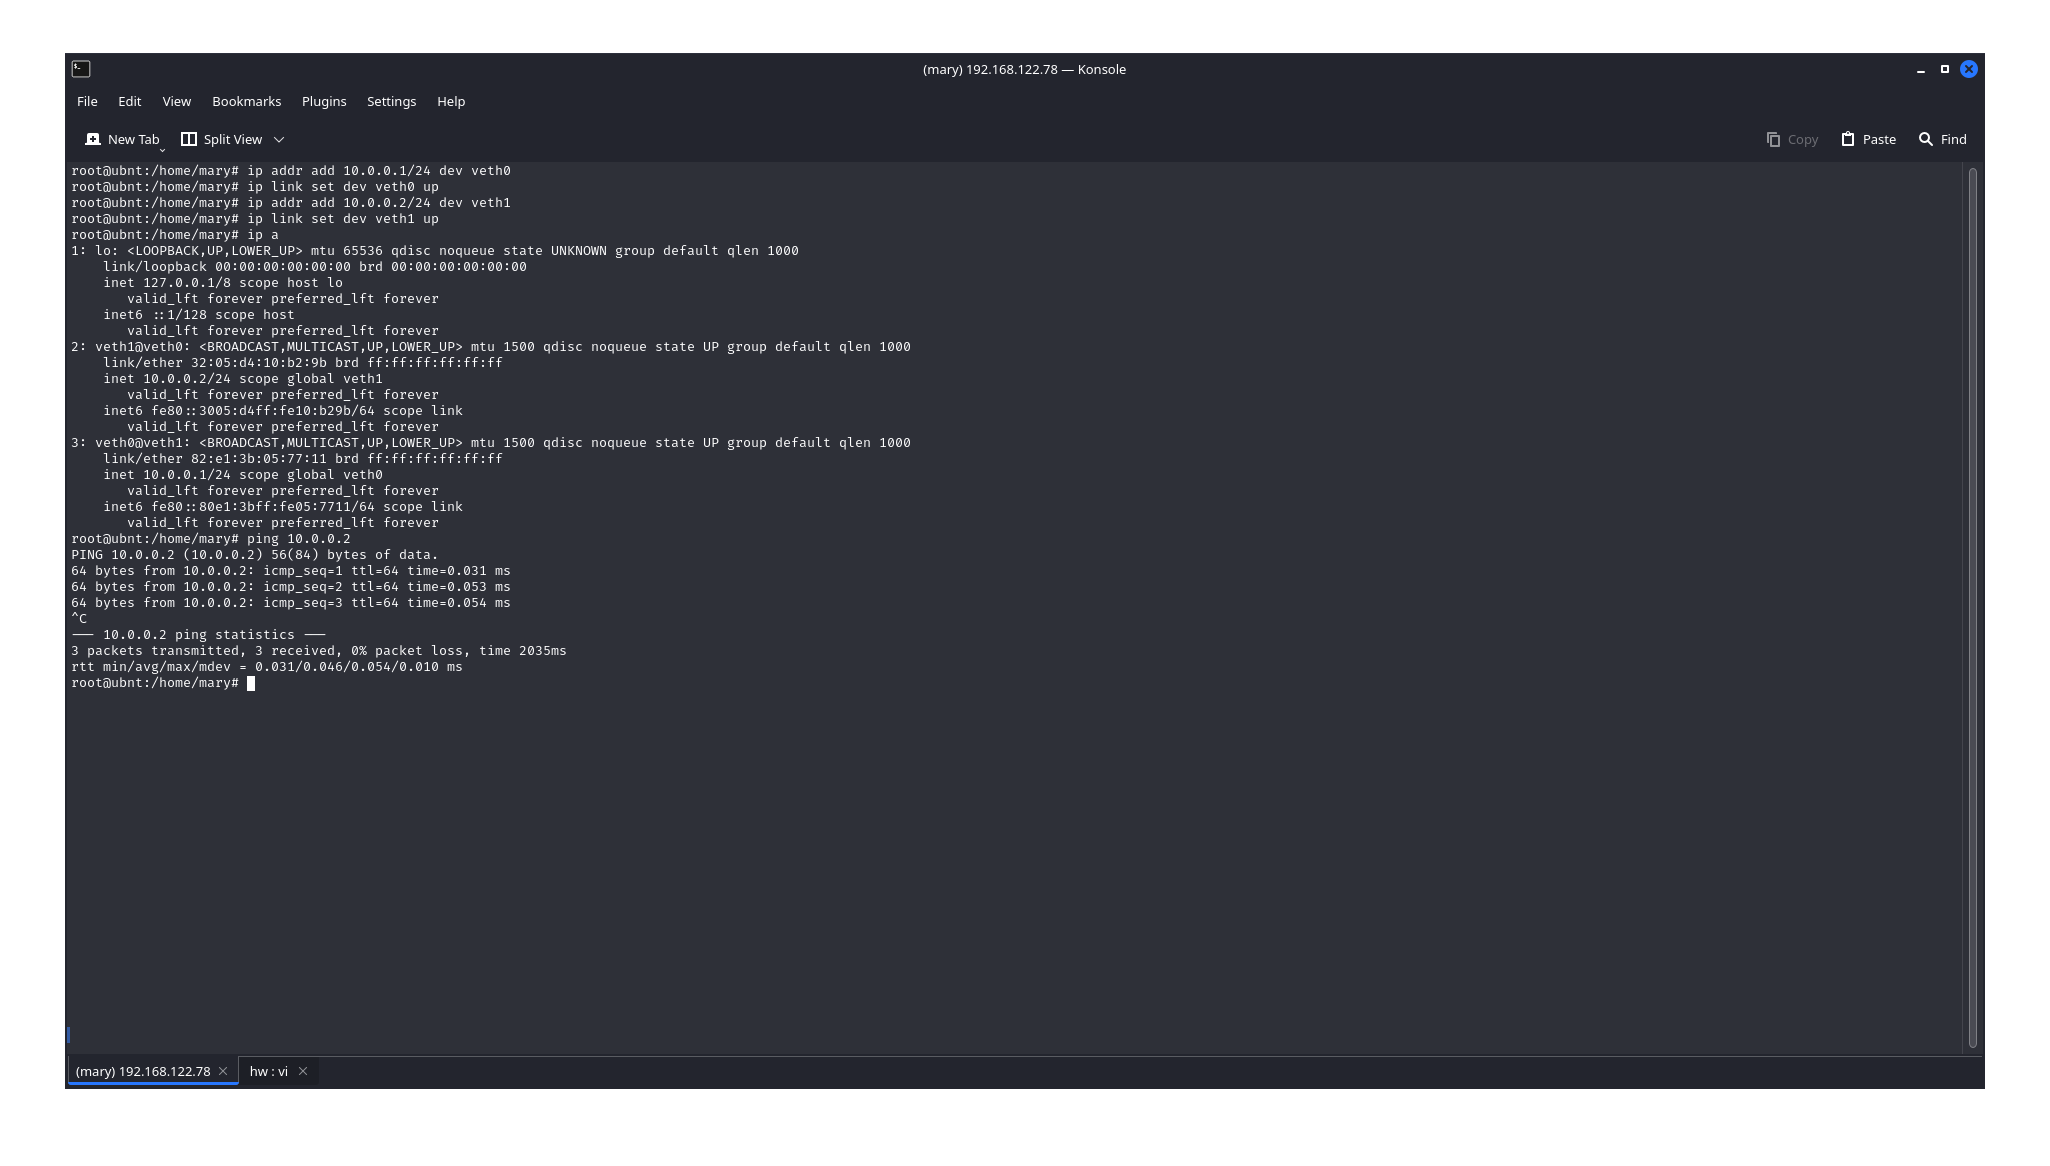 (mary) 192.168.122.78 — Konsole
File Edit View Bookmarks Plugins Settings Help
New Tab Split View Copy Paste Find
root@ubnt:/home/mary# ip addr add 10.0.0.1/24 dev veth0
root@ubnt:/home/mary# ip link set dev veth0 up
root@ubnt:/home/mary# ip addr add 10.0.0.2/24 dev veth1
root@ubnt:/home/mary# ip link set dev veth1 up
root@ubnt:/home/mary# ip a
1: lo: <LOOPBACK,UP,LOWER_UP> mtu 65536 qdisc noqueue state UNKNOWN group default qlen 1000
    link/loopback 00:00:00:00:00:00 brd 00:00:00:00:00:00
    inet 127.0.0.1/8 scope host lo
       valid_lft forever preferred_lft forever
    inet6 ::1/128 scope host
       valid_lft forever preferred_lft forever
2: veth1@veth0: <BROADCAST,MULTICAST,UP,LOWER_UP> mtu 1500 qdisc noqueue state UP group default qlen 1000
    link/ether 32:05:d4:10:b2:9b brd ff:ff:ff:ff:ff:ff
    inet 10.0.0.2/24 scope global veth1
       valid_lft forever preferred_lft forever
    inet6 fe80::3005:d4ff:fe10:b29b/64 scope link
       valid_lft forever preferred_lft forever
3: veth0@veth1: <BROADCAST,MULTICAST,UP,LOWER_UP> mtu 1500 qdisc noqueue state UP group default qlen 1000
    link/ether 82:e1:3b:05:77:11 brd ff:ff:ff:ff:ff:ff
    inet 10.0.0.1/24 scope global veth0
       valid_lft forever preferred_lft forever
    inet6 fe80::80e1:3bff:fe05:7711/64 scope link
       valid_lft forever preferred_lft forever
root@ubnt:/home/mary# ping 10.0.0.2
PING 10.0.0.2 (10.0.0.2) 56(84) bytes of data.
64 bytes from 10.0.0.2: icmp_seq=1 ttl=64 time=0.031 ms
64 bytes from 10.0.0.2: icmp_seq=2 ttl=64 time=0.053 ms
64 bytes from 10.0.0.2: icmp_seq=3 ttl=64 time=0.054 ms
^C
--- 10.0.0.2 ping statistics ---
3 packets transmitted, 3 received, 0% packet loss, time 2035ms
rtt min/avg/max/mdev = 0.031/0.046/0.054/0.010 ms
root@ubnt:/home/mary#
(mary) 192.168.122.78 hw : vi